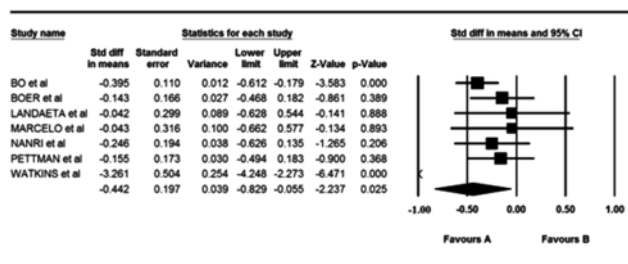 Study name Statistics for each study Std diff in means and 95% CI
Std diff in means Standard error Variance Lower limit Upper limit Z-Value p-Value
BO et al -0.395 0.110 0.012 -0.612 -0.179 -3.583 0.000
BOER et al -0.143 0.166 0.027 -0.468 0.182 -0.861 0.389
LANDAETA et al -0.042 0.299 0.089 -0.628 0.544 -0.141 0.888
MARCELO et al -0.043 0.316 0.100 -0.662 0.577 -0.134 0.893
NANRI et al -0.246 0.194 0.038 -0.626 0.135 -1.265 0.206
PETTMAN et al -0.155 0.173 0.030 -0.494 0.183 -0.900 0.368
WATKINS et al -3.261 0.504 0.254 -4.248 -2.273 -6.471 0.000
-0.442 0.197 0.039 -0.829 -0.055 -2.237 0.025
-1.00 -0.50 0.00 0.50 1.00
Favours A Favours B